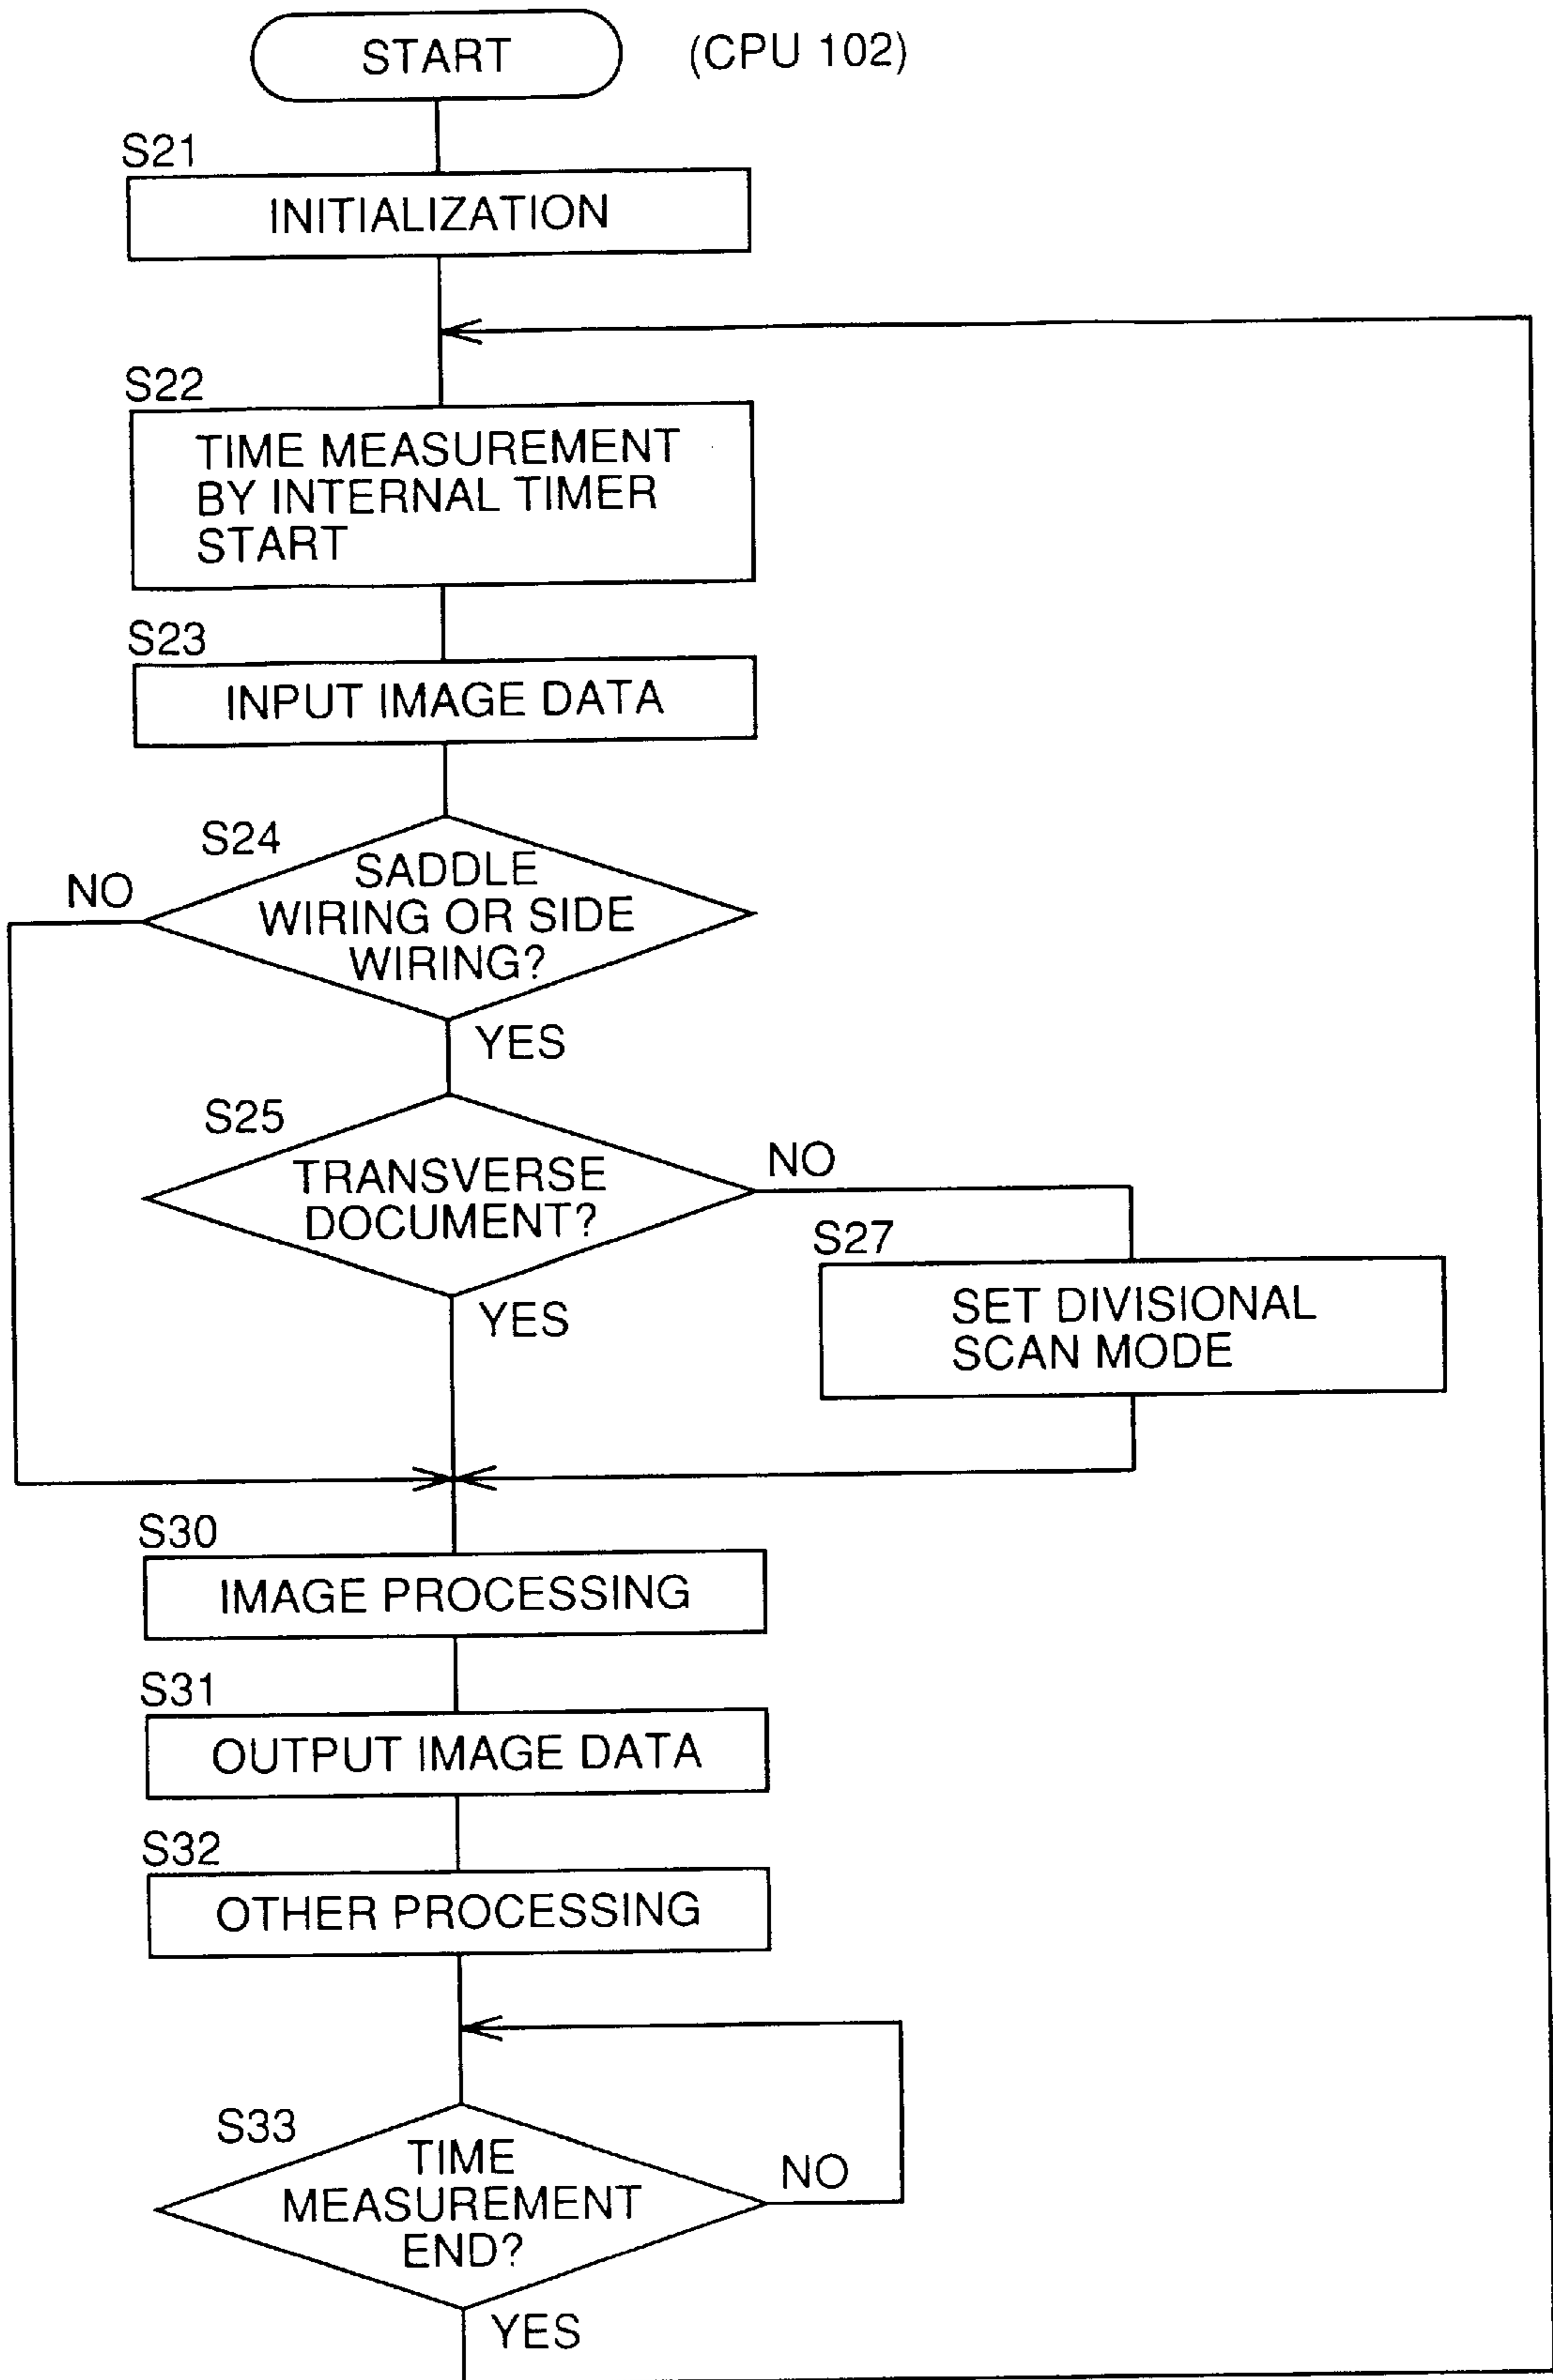 START
(CPU 102)
S21
INITIALIZATION
S22
TIME MEASUREMENT
BY INTERNAL TIMER
START
S23
INPUT IMAGE DATA
S24
SADDLE
WIRING OR SIDE
WIRING?
NO
YES
S25
TRANSVERSE
DOCUMENT?
NO
YES
S27
SET DIVISIONAL
SCAN MODE
S30
IMAGE PROCESSING
S31
OUTPUT IMAGE DATA
S32
OTHER PROCESSING
S33
TIME
MEASUREMENT
END?
NO
YES